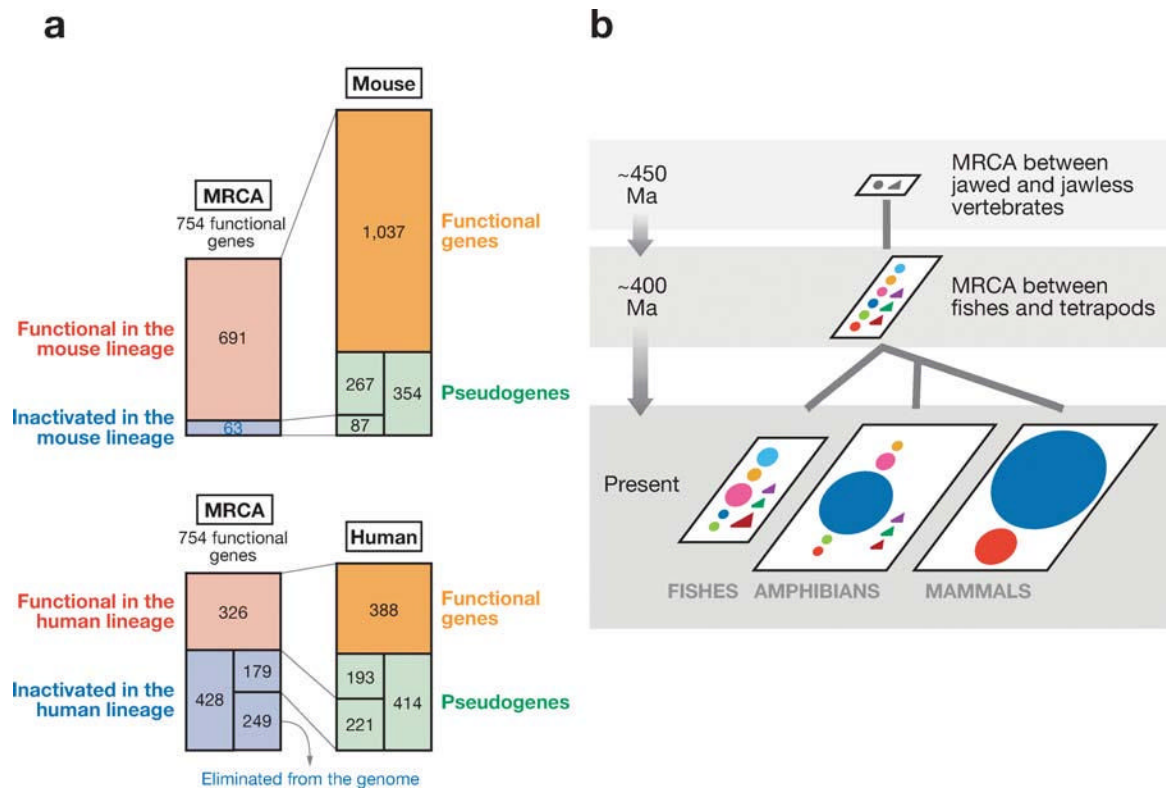 a
Mouse
MRCA
754 functional
genes
1,037
Functional
genes
Functional in the
mouse lineage
691
Inactivated in the
mouse lineage
63
267
354
87
Pseudogenes
MRCA
754 functional
genes
Human
Functional in the
human lineage
326
388
Functional
genes
Inactivated in the
human lineage
428
179
249
193
414
221
Pseudogenes
Eliminated from the genome
b
~450
Ma
MRCA between
jawed and jawless
vertebrates
~400
Ma
MRCA between
fishes and tetrapods
Present
FISHES AMPHIBIANS MAMMALS